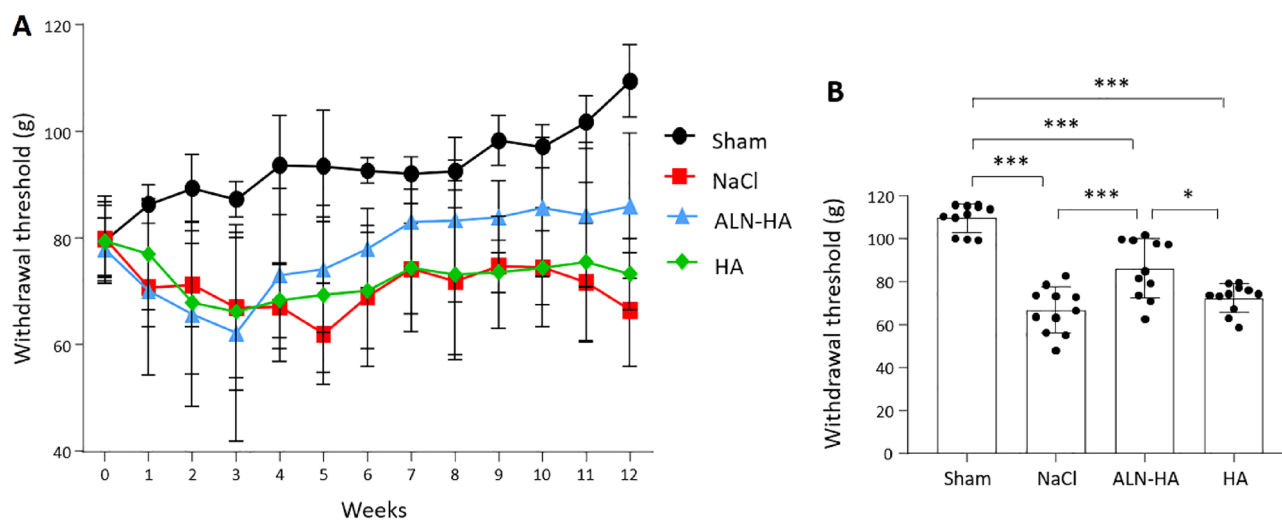 A
Withdrawal threshold (g)
120
100
80
60
40
0 1 2 3 4 5 6 7 8 9 10 11 12
Weeks
Sham
NaCl
ALN-HA
HA
B
***
***
***
*** *
Withdrawal threshold (g)
120
100
80
60
40
20
0
Sham NaCl ALN-HA HA